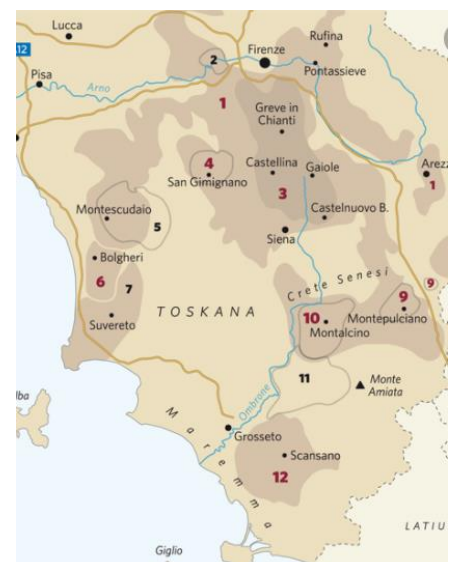 Lucca
Rufina
12
2
Firenze
Pontassieve
Pisa
Arno
1
Greve in
Chianti
4
Castellina
Gaiole
Arezz
1
San Gimignano
3
Montescudaio
Castelnuovo B.
5
Siena
Bolgheri
Crete Senesi
9
6
7
9
TOSKANA
10
Montepulciano
Suvereto
Montalcino
11
Monte
Amiata
lba
Ombrone
Maremma
Grosseto
Scansano
12
LATIU
Giglio